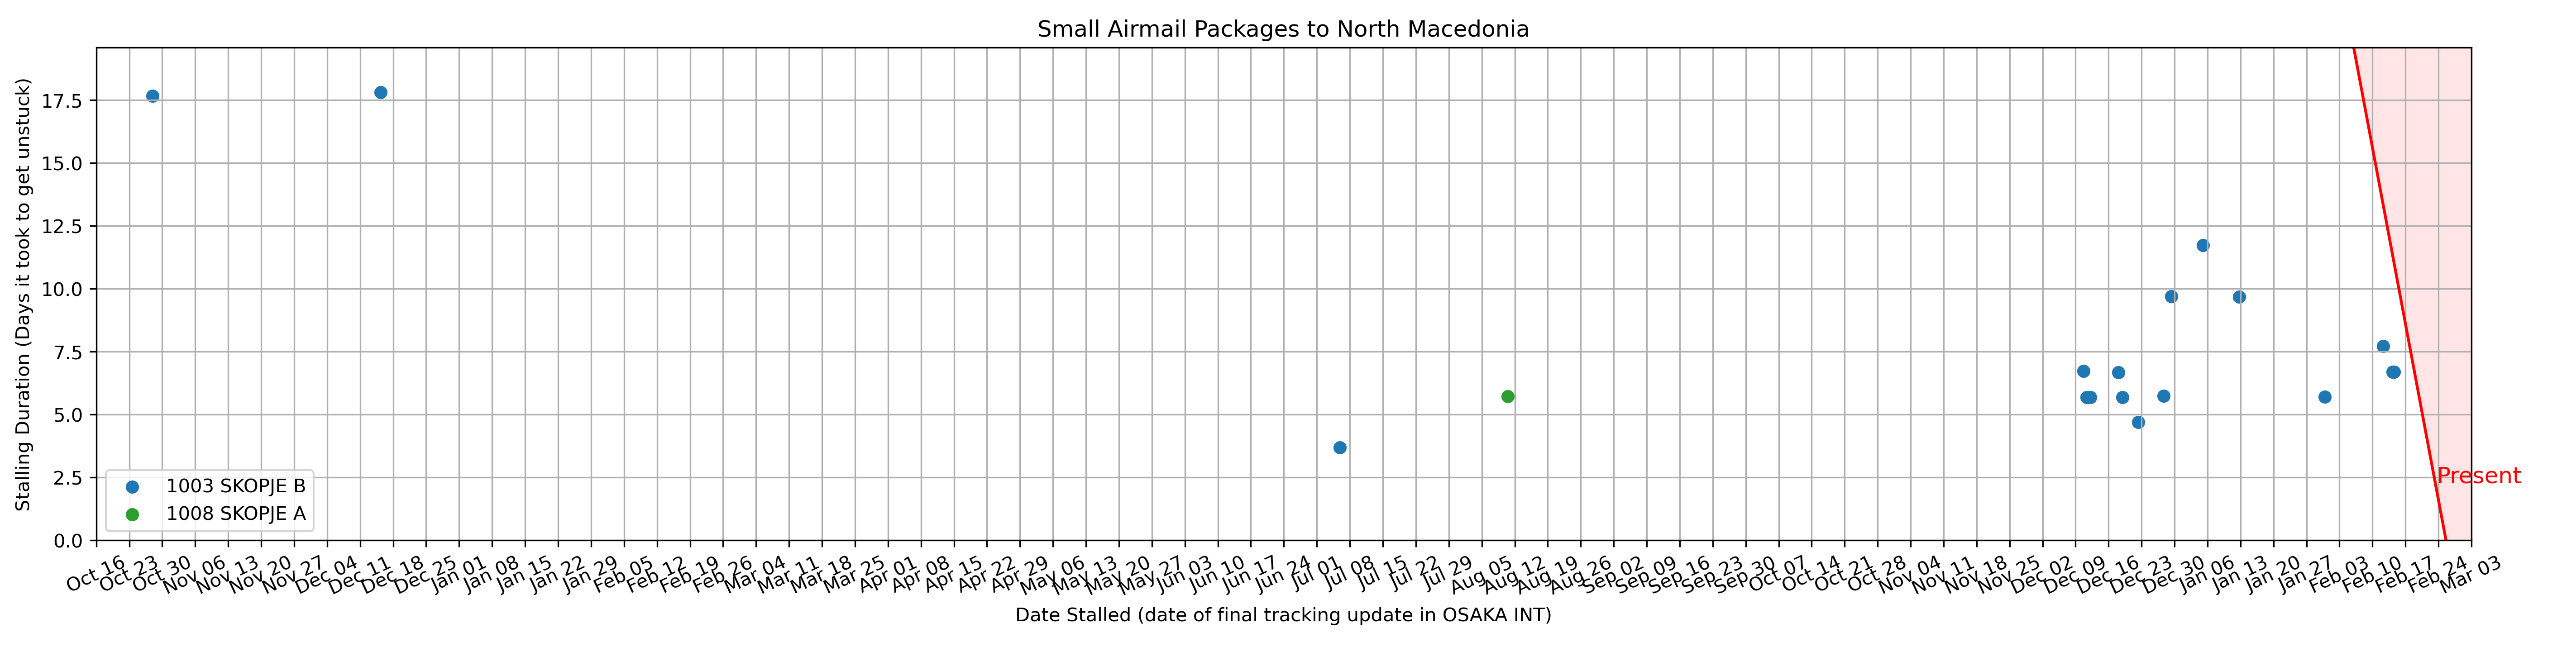 Small Airmail Packages to North Macedonia
Stalling Duration (Days it took to get unstuck)
17.5
15.0
12.5
10.0
7.5
5.0
2.5
0.0
Present
1003 SKOPJE B
1008 SKOPJE A
Oct 16 Oct 23 Oct 30 Nov 06 Nov 13 Nov 20 Nov 27 Dec 04 Dec 11 Dec 18 Dec 25 Jan 01 Jan 08 Jan 15 Jan 22 Jan 29 Feb 05 Feb 12 Feb 19 Feb 26 Mar 04 Mar 11 Mar 18 Mar 25 Apr 01 Apr 08 Apr 15 Apr 22 Apr 29 May 06 May 13 May 20 May 27 Jun 03 Jun 10 Jun 17 Jun 24 Jul 01 Jul 08 Jul 15 Jul 22 Jul 29 Aug 05 Aug 12 Aug 19 Aug 26 Sep 02 Sep 09 Sep 16 Sep 23 Sep 30 Oct 07 Oct 14 Oct 21 Oct 28 Nov 04 Nov 11 Nov 18 Nov 25 Dec 02 Dec 09 Dec 16 Dec 23 Dec 30 Jan 06 Jan 13 Jan 20 Jan 27 Feb 03 Feb 10 Feb 17 Feb 24 Mar 03
Date Stalled (date of final tracking update in OSAKA INT)